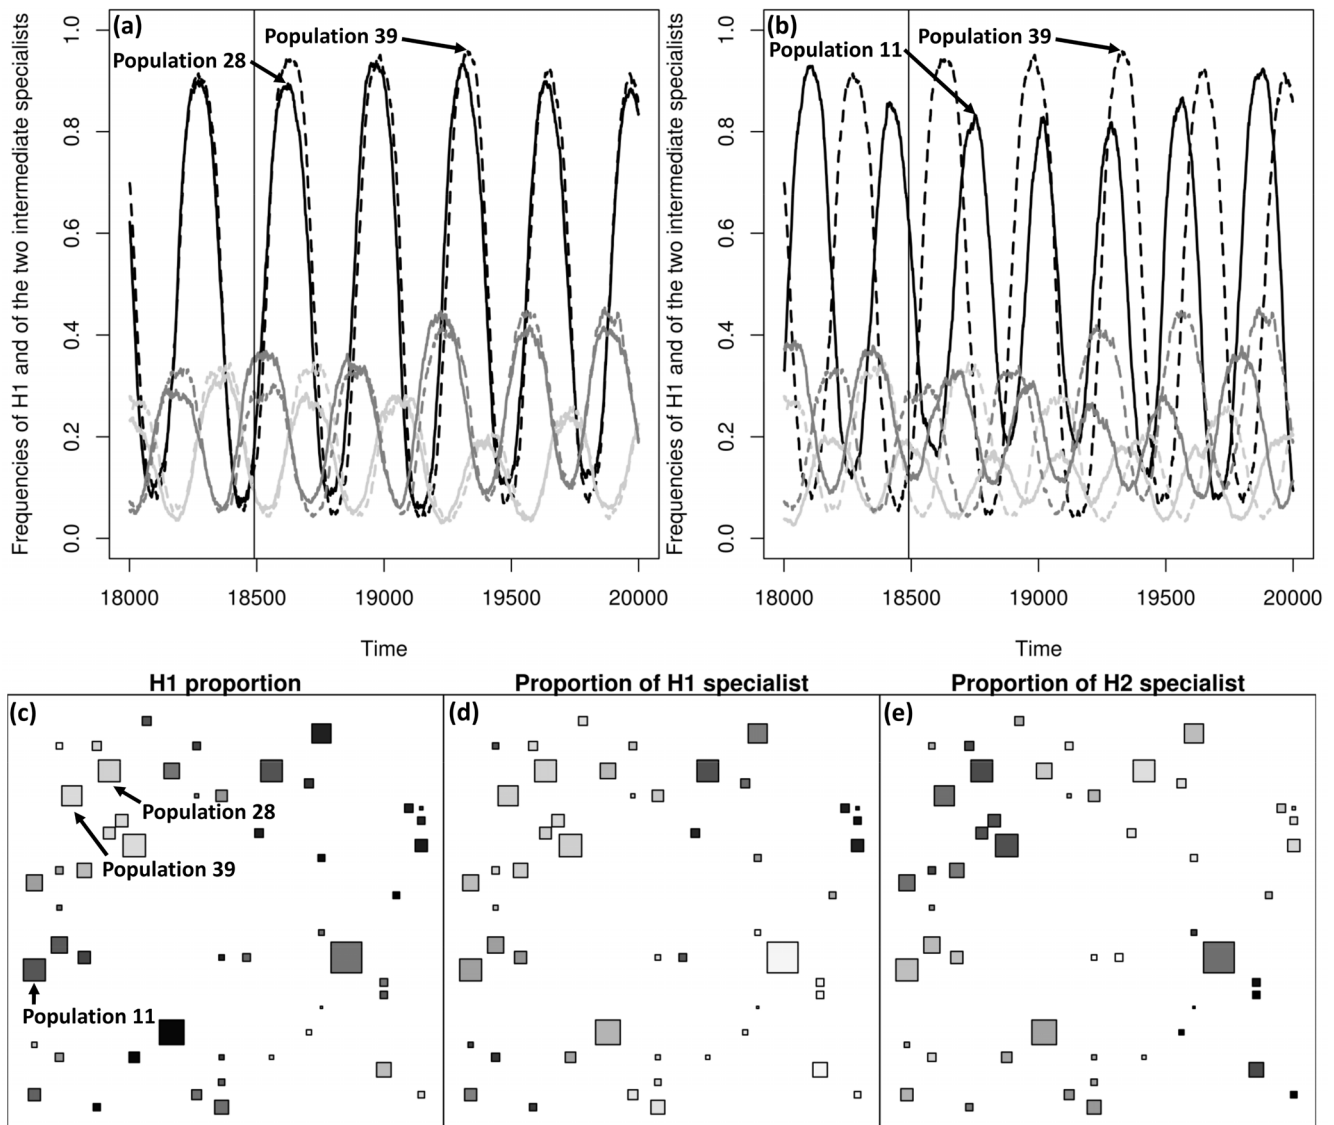 (a)
Population 39
Population 28
Frequencies of H1 and of the two intermediate specialists
1.0
0.8
0.6
0.4
0.2
0.0
18000
18500
19000
19500
20000
Time
(b)
Population 39
Population 11
Frequencies of H1 and of the two intermediate specialists
1.0
0.8
0.6
0.4
0.2
0.0
18000
18500
19000
19500
20000
Time
H1 proportion
(c)
Population 28
Population 39
Population 11
Proportion of H1 specialist
(d)
Proportion of H2 specialist
(e)